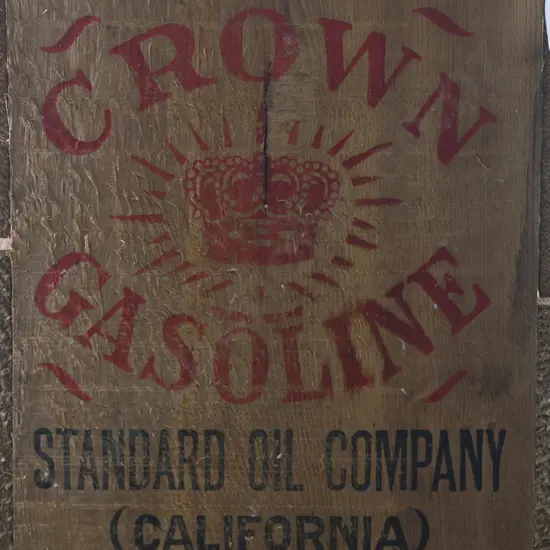 CROWN
GASOLINE
STANDARD OIL COMPANY
(CALIFORNIA)